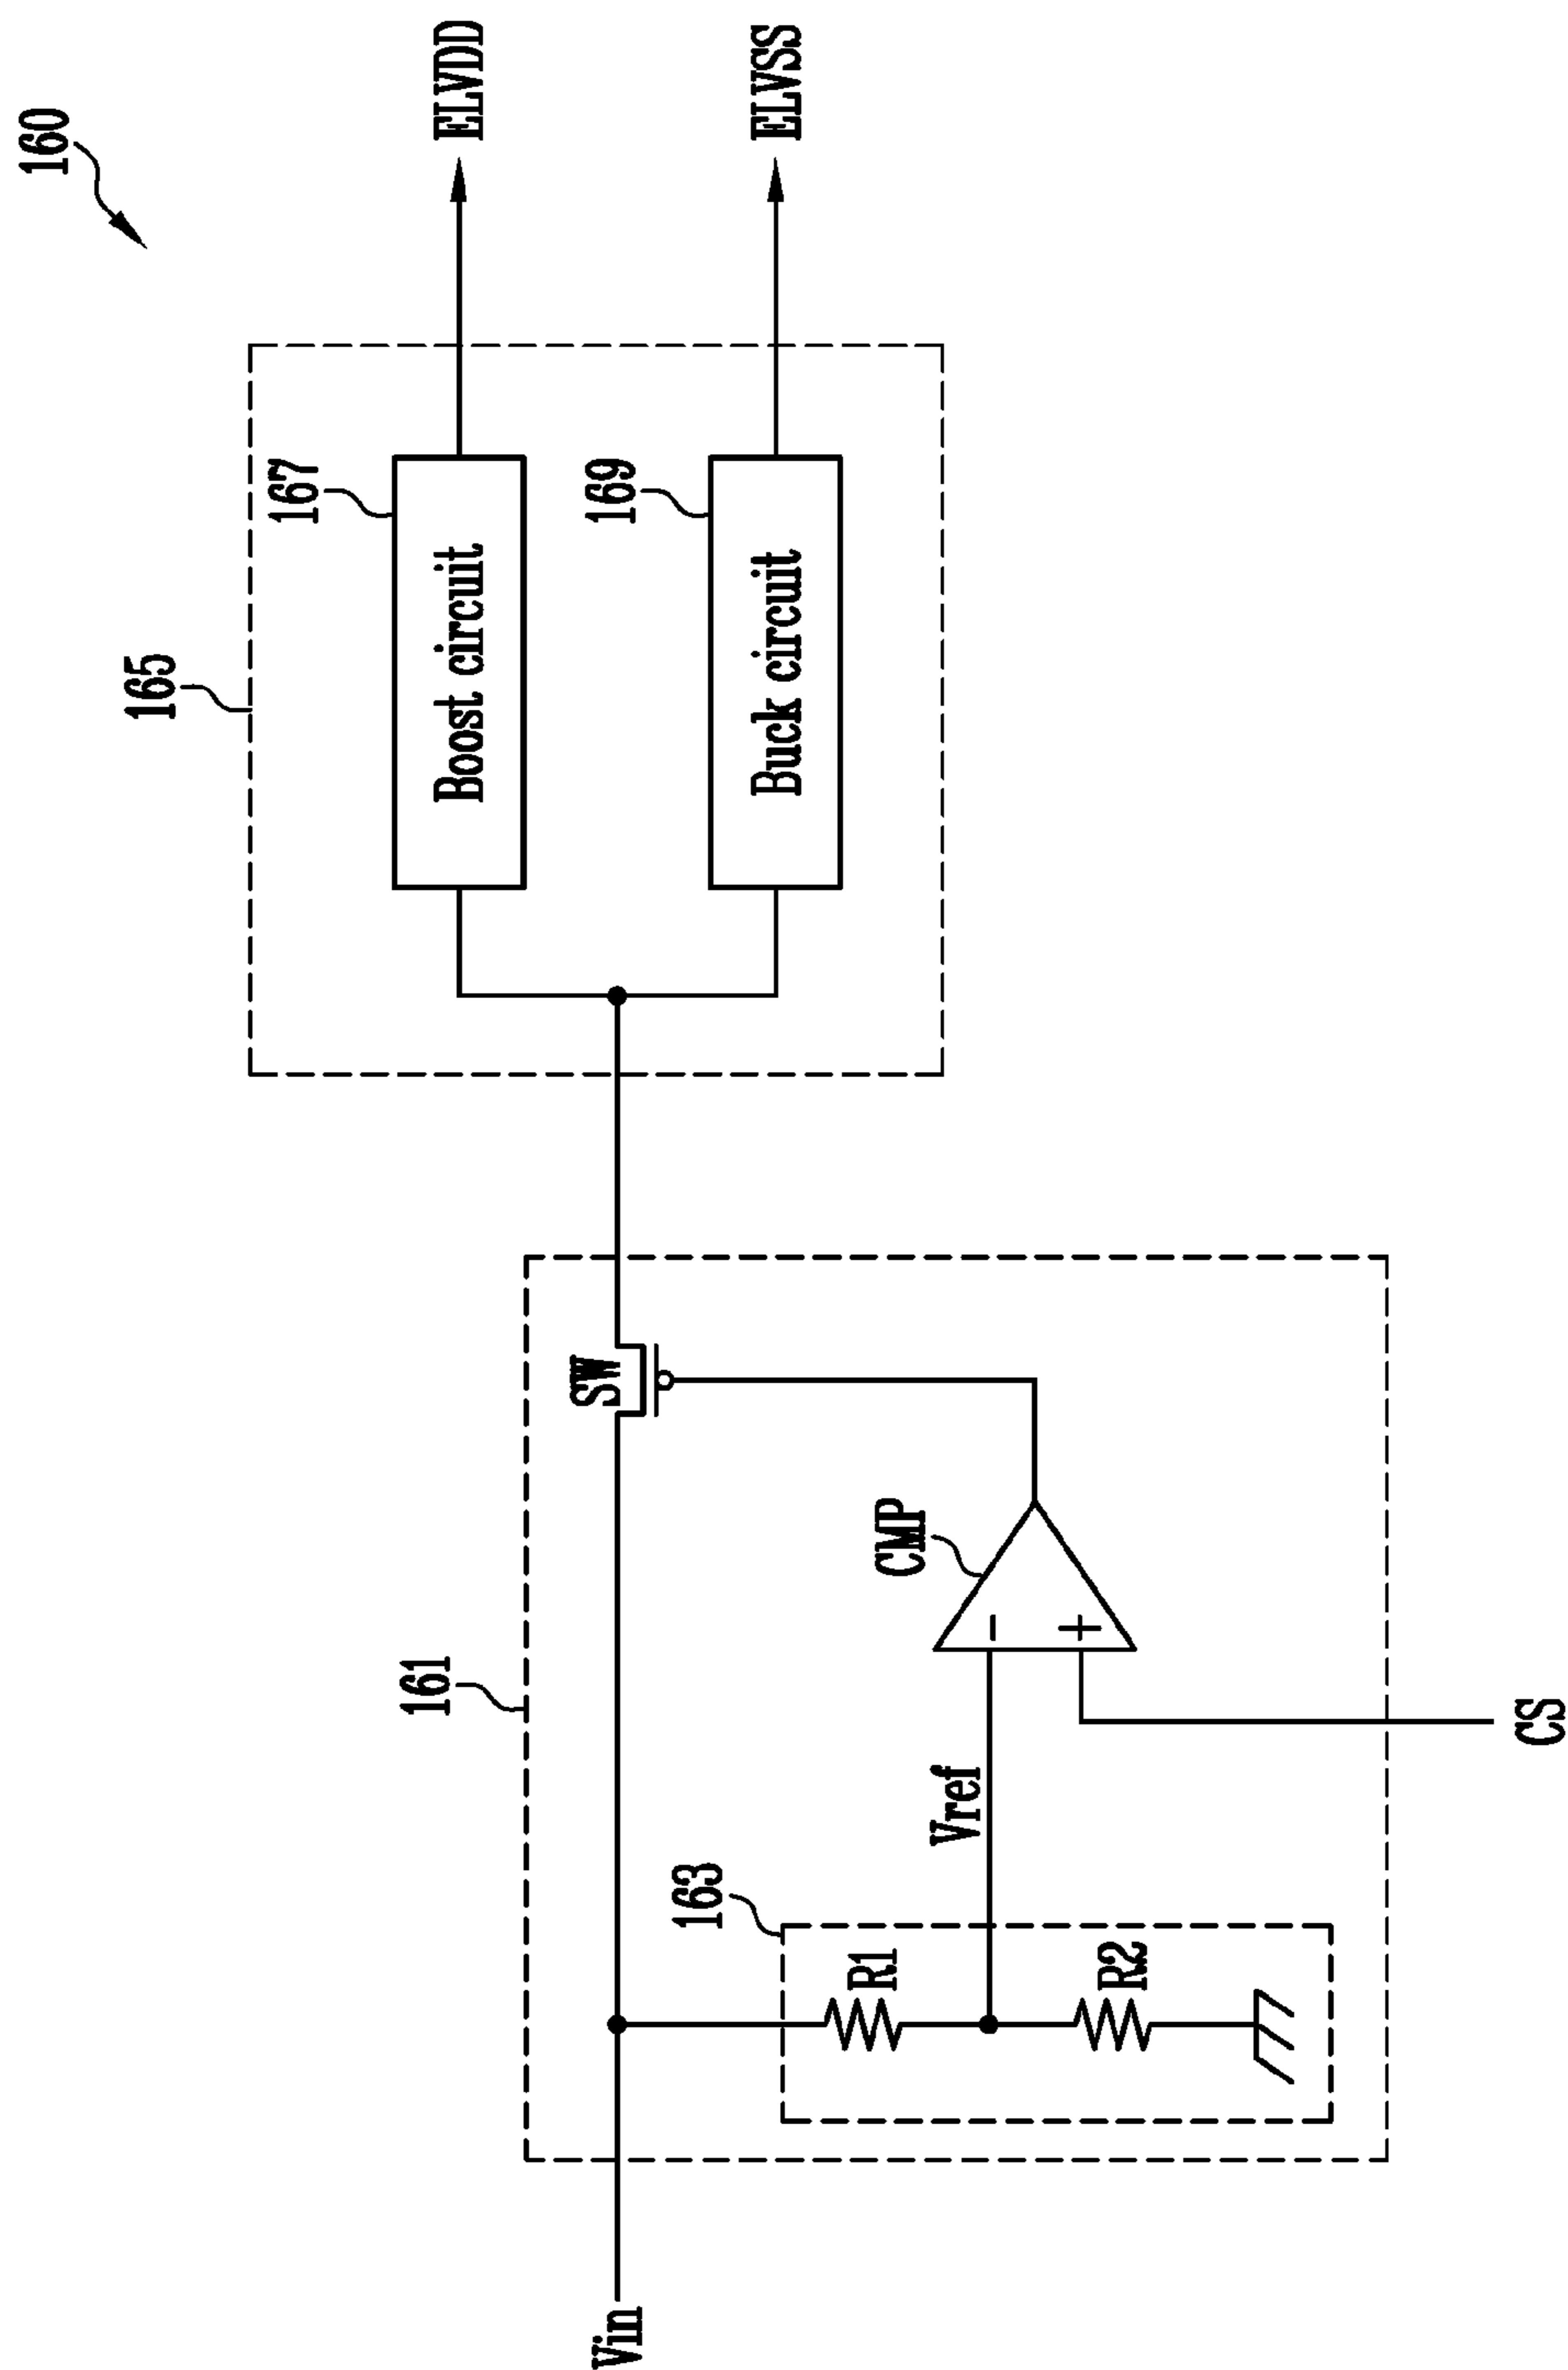 160
165
167
Boost circuit
ELVDD
169
Buck circuit
ELVSS
161
SW
Vin
163
R1
R2
Vref
CMP
-
+
CS